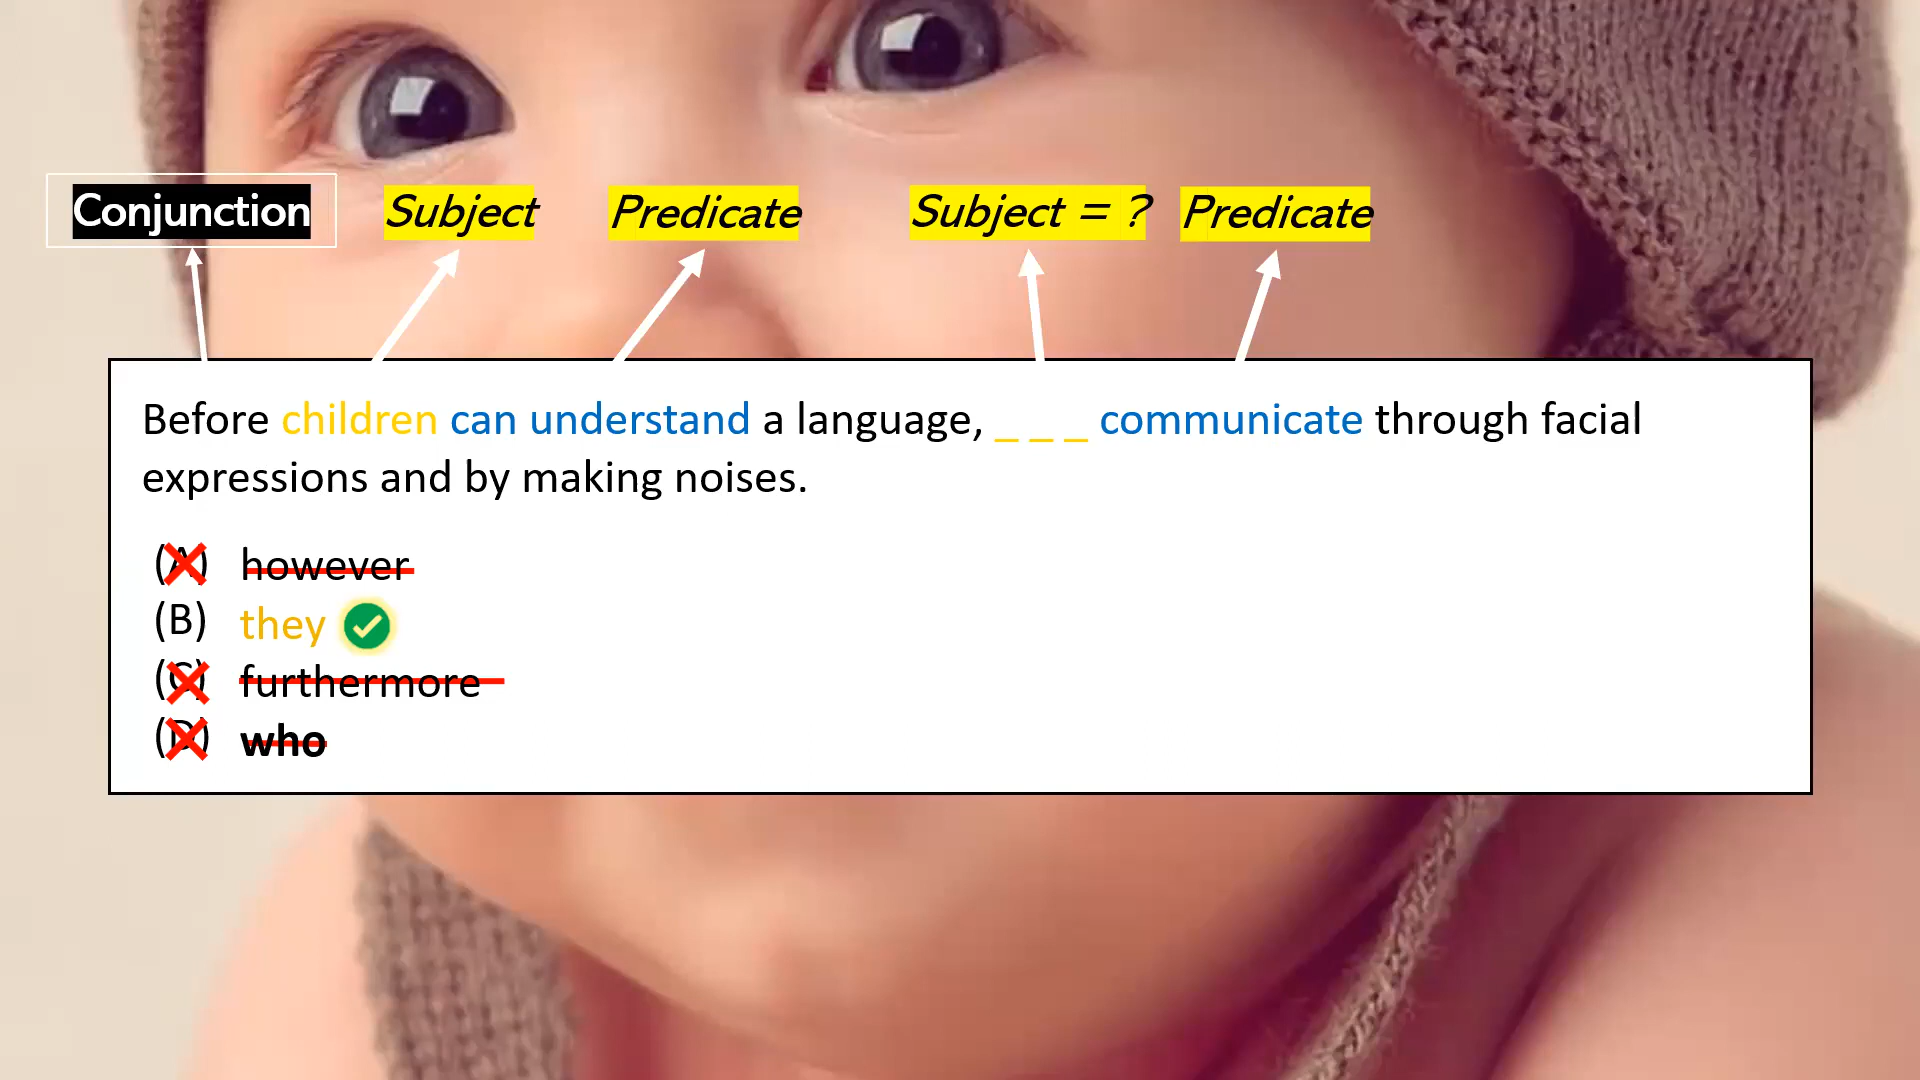 Conjunction Subject Predicate Subject = ? Predicate
Before children can understand a language, _ _ _ communicate through facial
expressions and by making noises.
(A) however
(B) they
(C) furthermore
(D) who